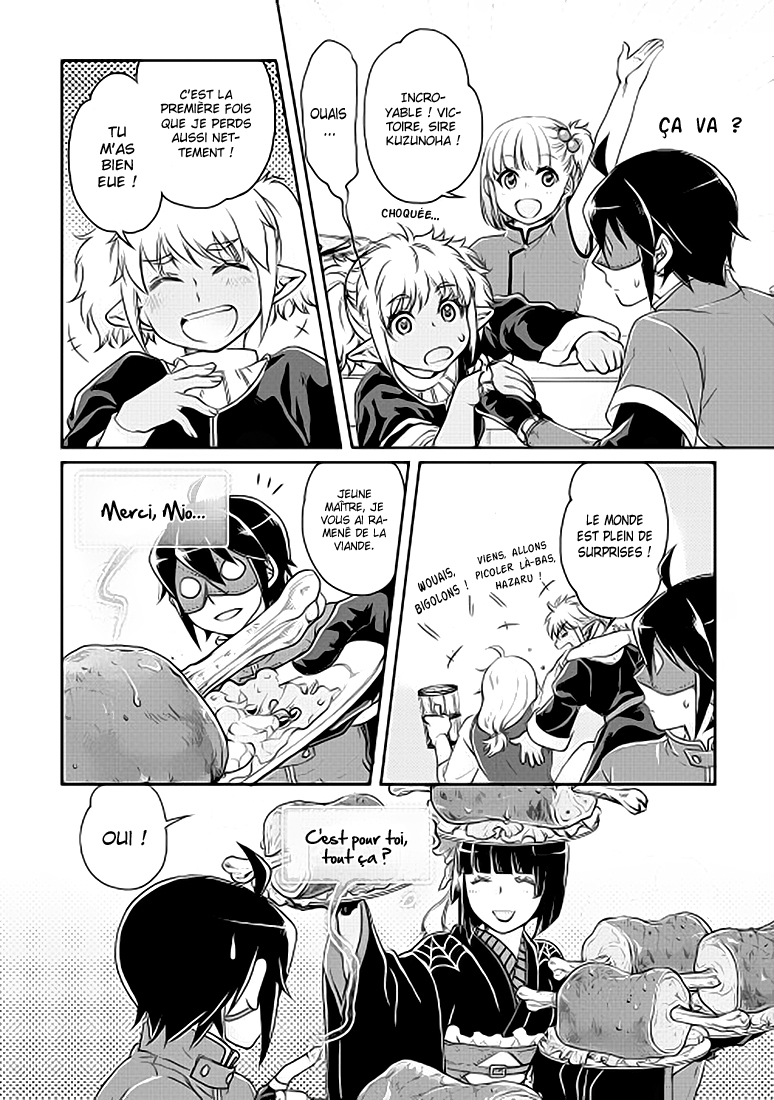 ÇA VA ?
INCRO-
YABLE ! VIC-
TOIRE, SIRE
KUZUNOHA !
OUAIS
...
CHOQUÉE...
C'EST LA
PREMIÈRE FOIS
QUE JE PERDS
AUSSI NET-
TEMENT !
TU
M'AS
BIEN
EUE !
LE MONDE
EST PLEIN DE
SURPRISES !
VIENS, ALLONS
PICOLER LÀ-BAS,
HAZARU !
WOUAIS,
BIGOLONS !
JEUNE
MAÎTRE, JE
VOUS AI RA-
MENÉ DE LA
VIANDE.
Merci, Mio...
C'est pour toi,
tout ça ?
OUI !